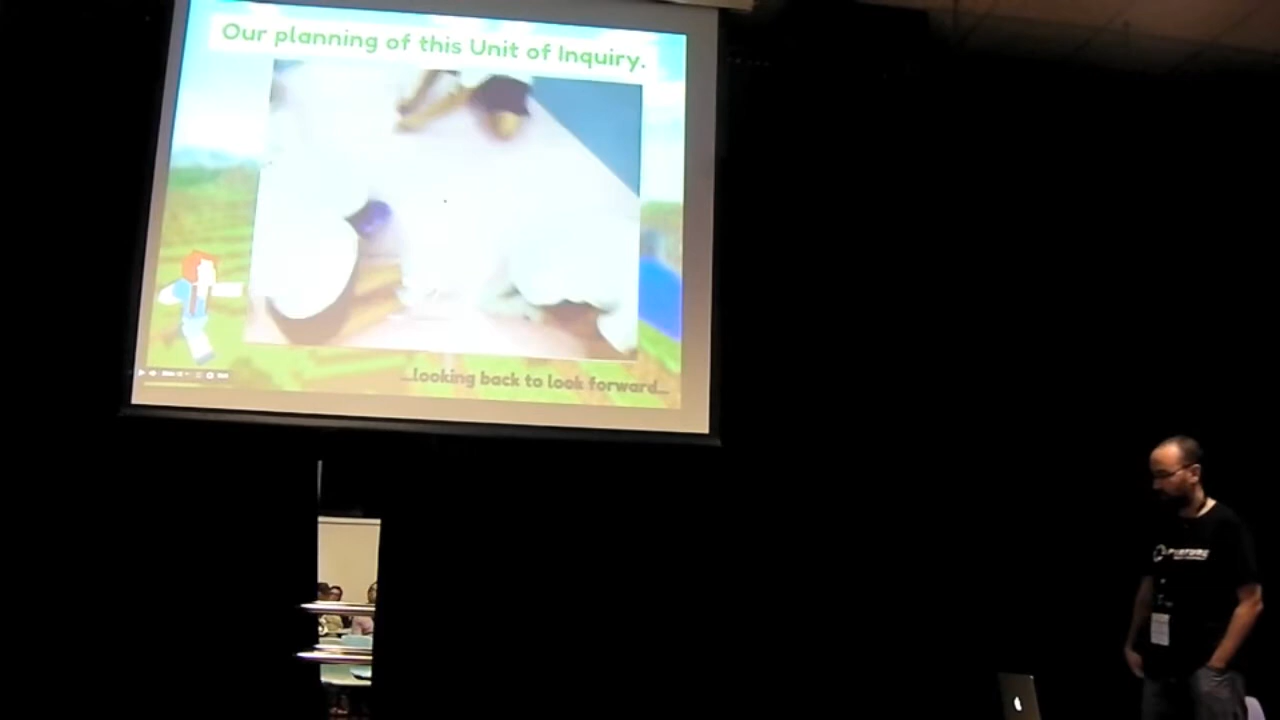 Our planning of this Unit of Inquiry.
...looking back to look forward...